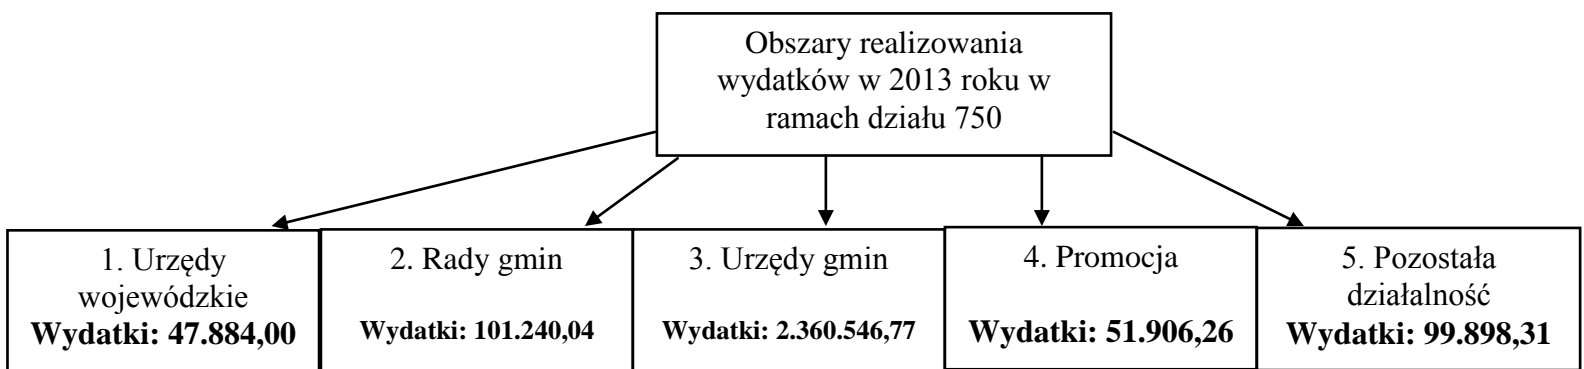 Obszary realizowania
wydatków w 2013 roku w
ramach działu 750
1. Urzędy
wojewódzkie
Wydatki: 47.884,00
2. Rady gmin
Wydatki: 101.240,04
3. Urzędy gmin
Wydatki: 2.360.546,77
4. Promocja
Wydatki: 51.906,26
5. Pozostała
działalność
Wydatki: 99.898,31